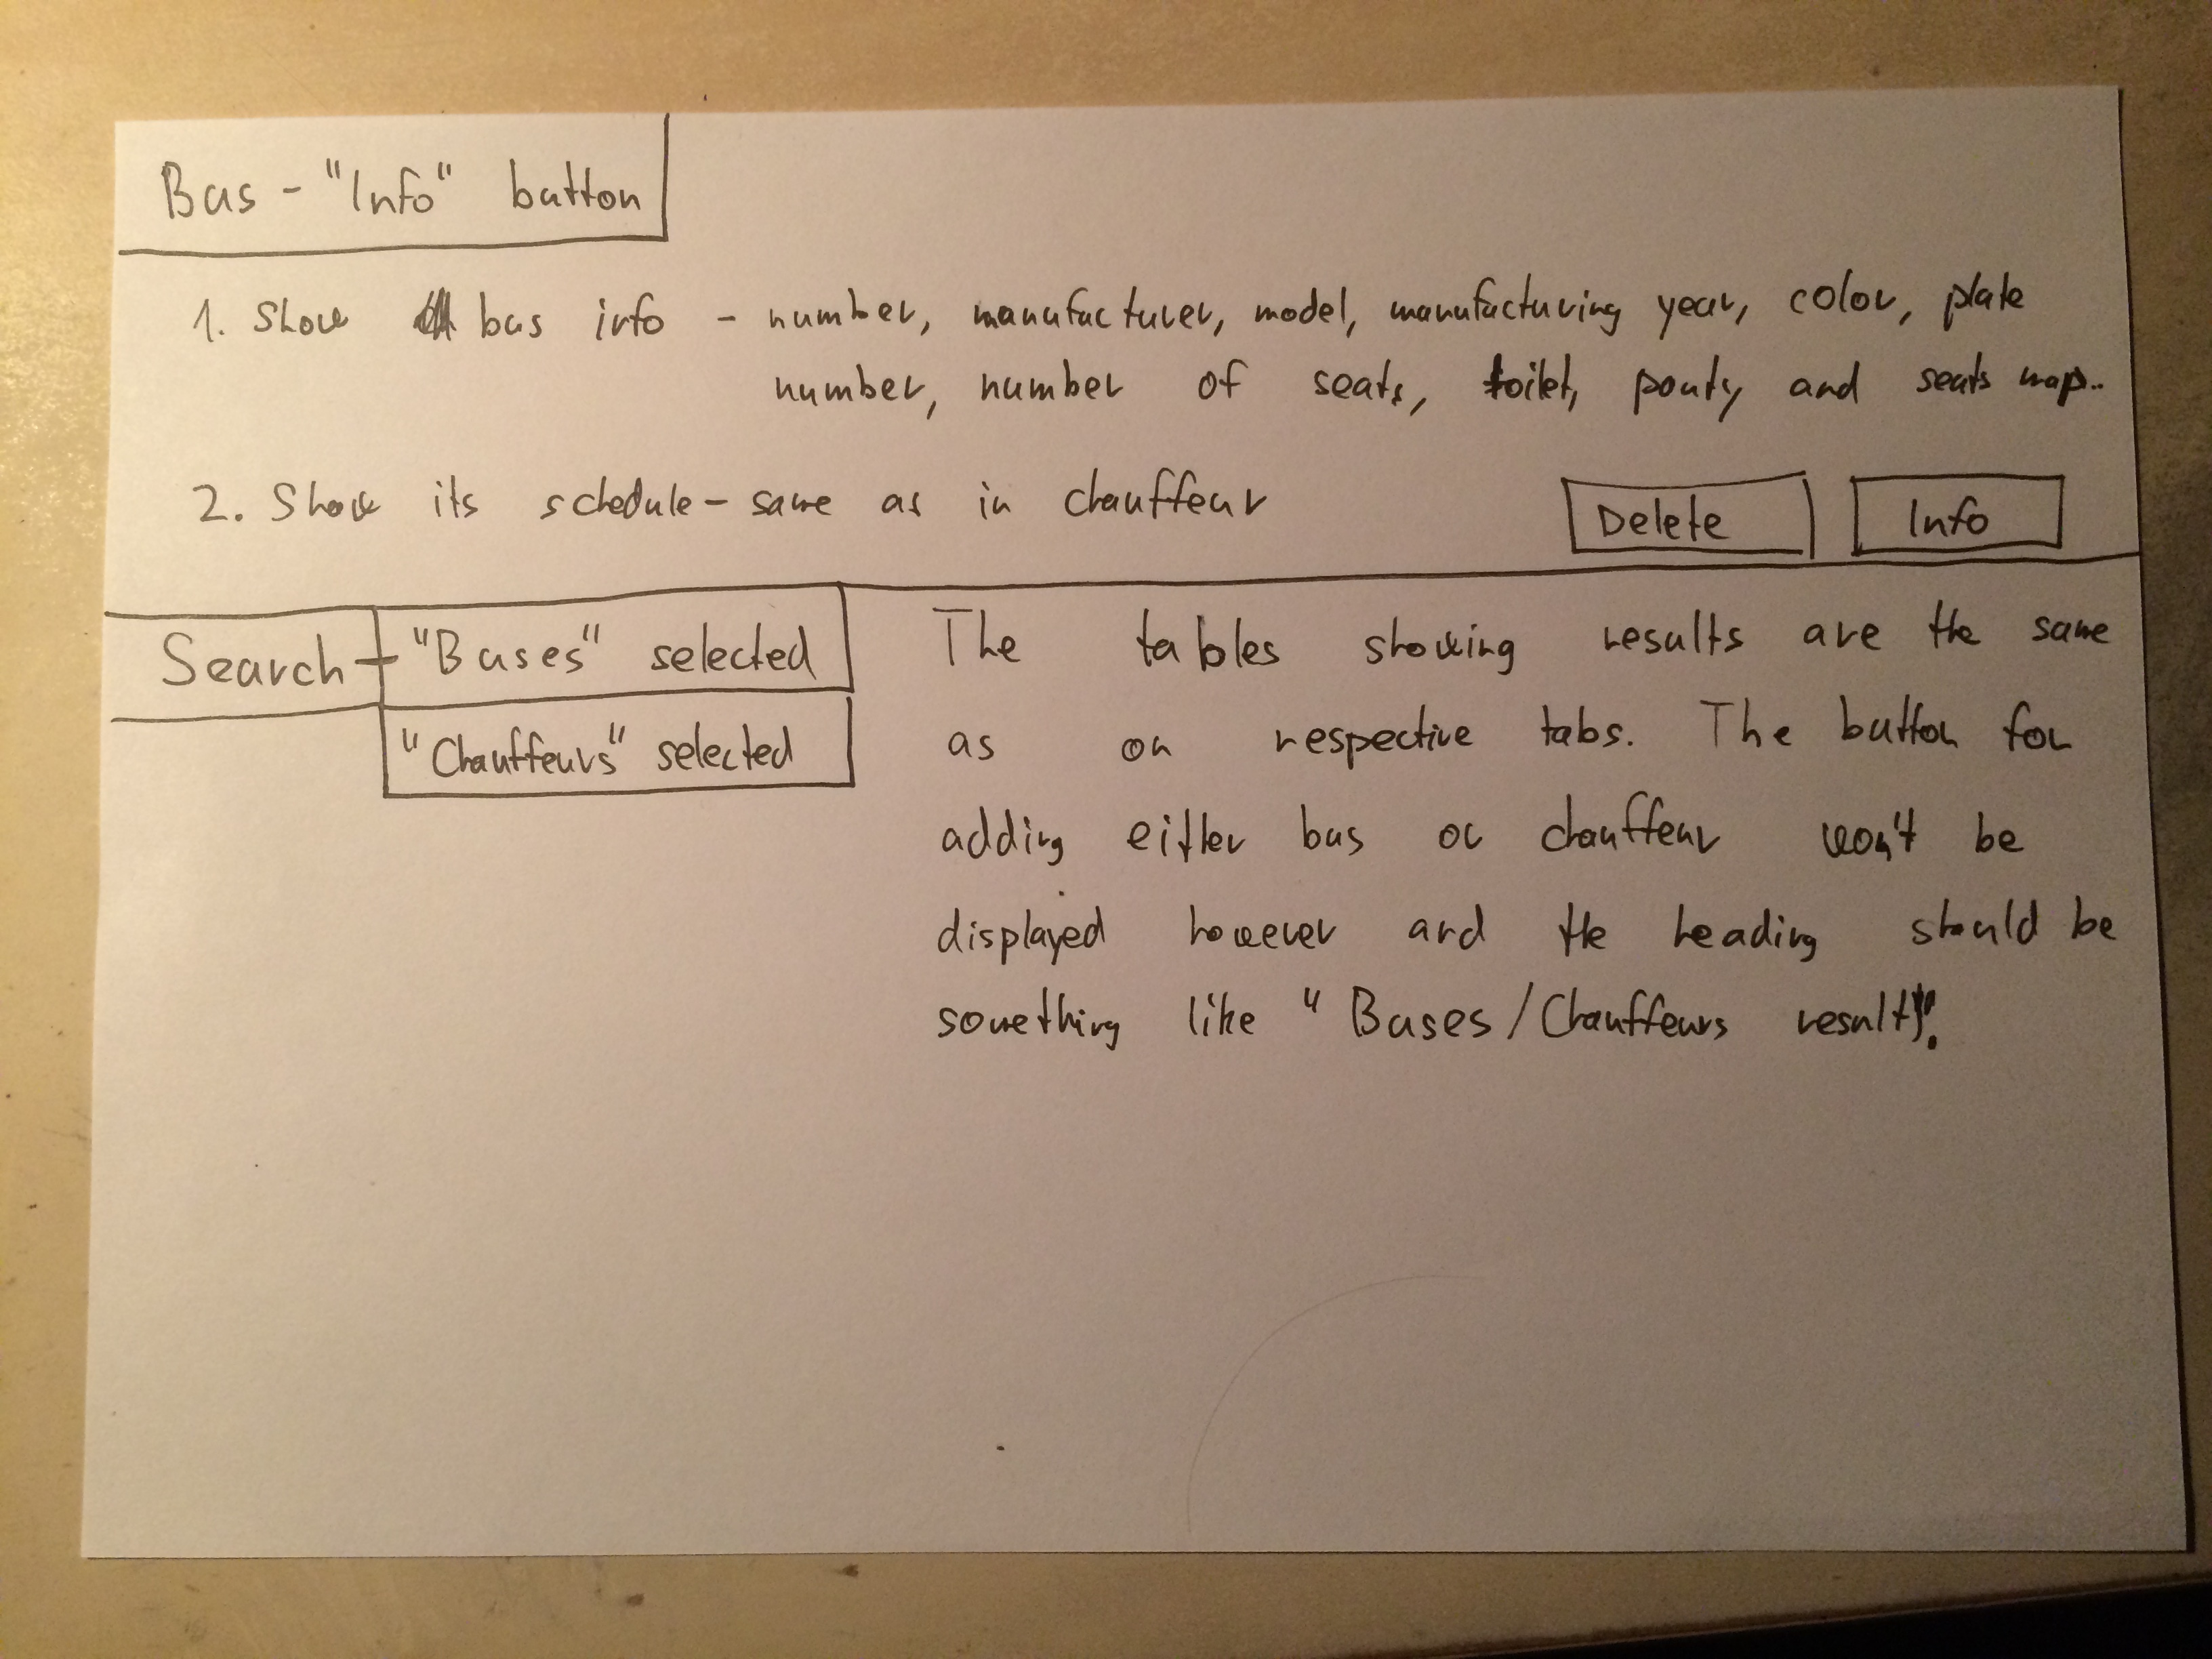 Bus - "Info" button
1. Show bus info - number, manufacturer, model, manufacturing year, color, plate
number, number of seats, toilet, and seats map.
2. Show its schedule - same as in chauffeur
Delete
Info
Search - "Buses" selected
"Chauffeurs" selected
The tables showing results are the same
as on respective tabs. The button for
adding either bus or chauffeur won't be
displayed however and the heading should be
something like "Buses/Chauffeurs results".